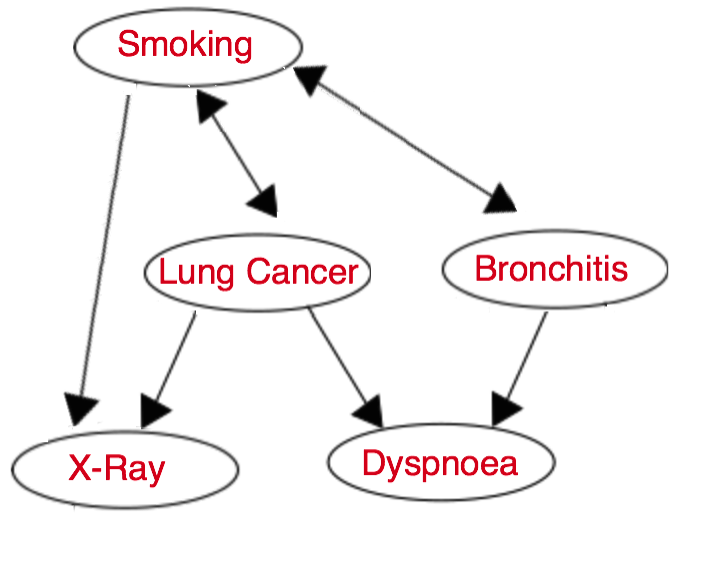 Smoking
Lung Cancer
Bronchitis
X-Ray
Dyspnoea